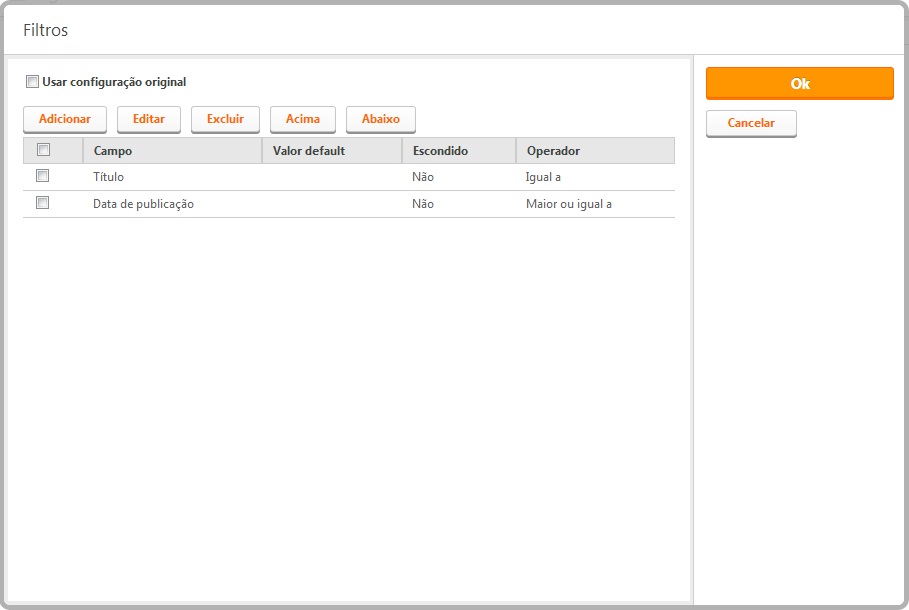 Filtros
Usar configuração original
Ok
Adicionar Editar Excluir Acima Abaixo
Cancelar
Campo Valor default Escondido Operador
Título Não Igual a
Data de publicação Não Maior ou igual a